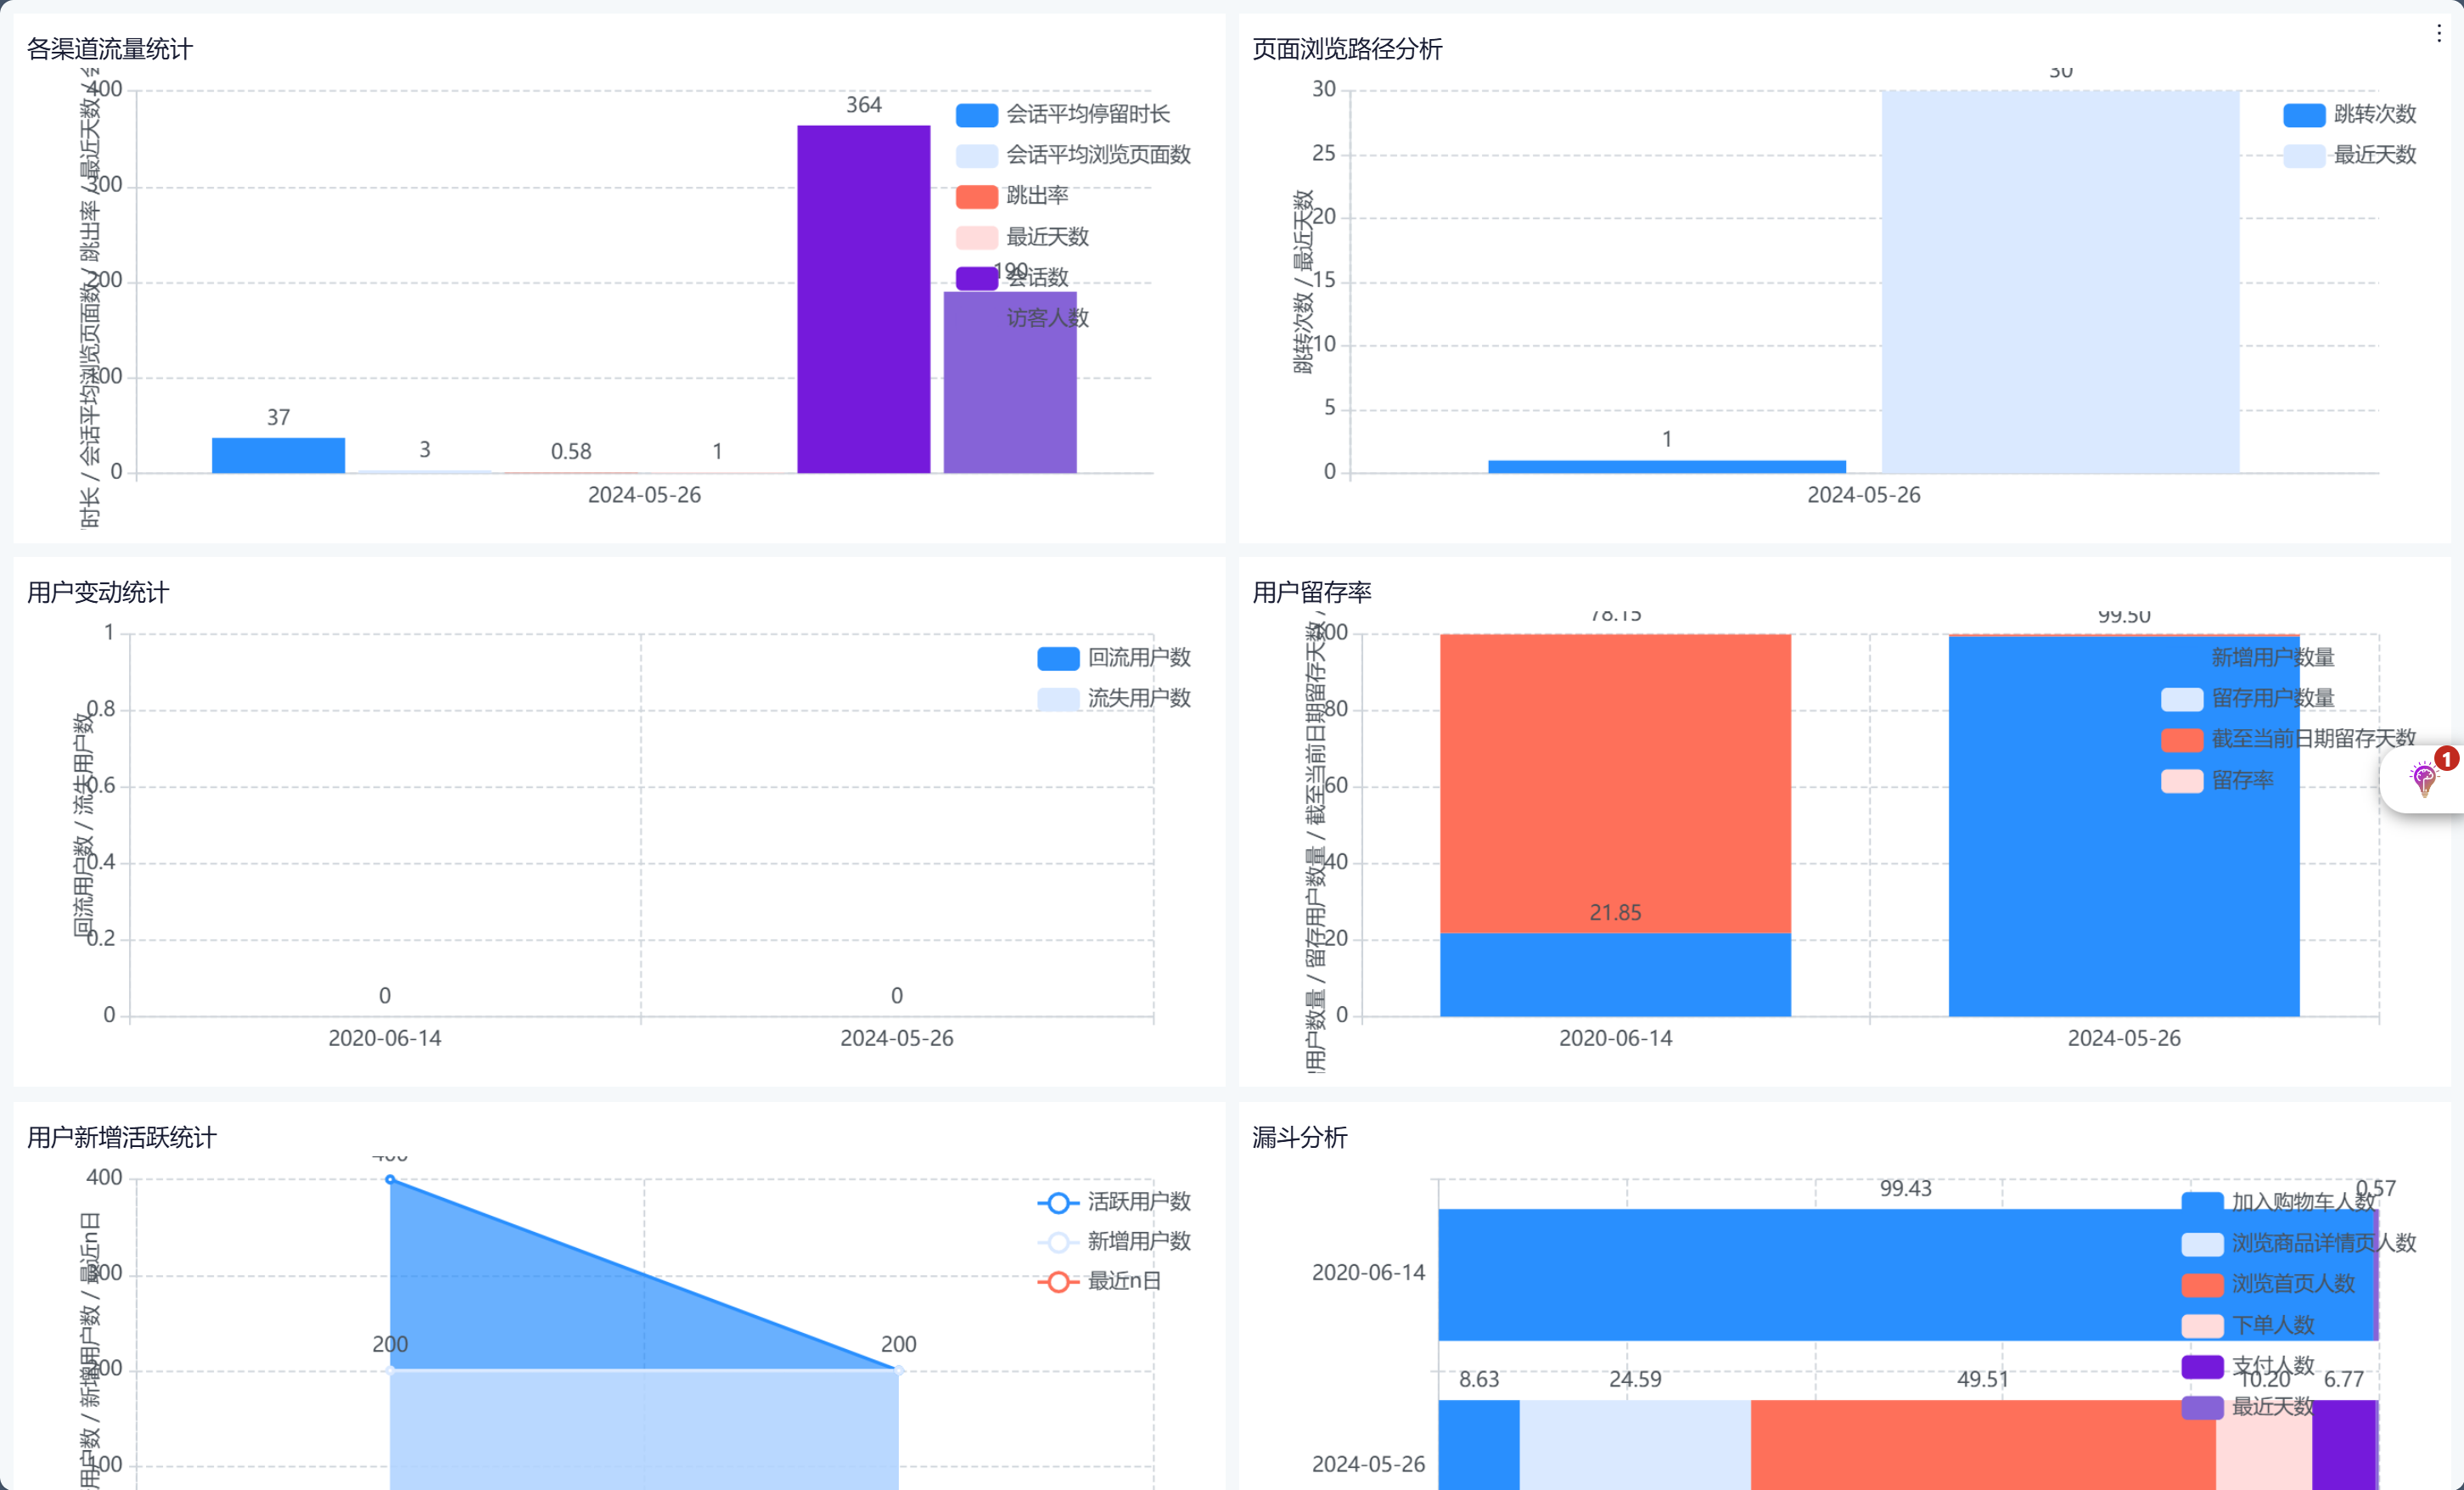 各渠道流量统计
400
300
200
100
0
时长 / 会话平均浏览页面数 / 跳出率 / 最近天数 /
37
3
0.58
1
364
190
2024-05-26
会话平均停留时长
会话平均浏览页面数
跳出率
最近天数
会话数
访客人数
页面浏览路径分析
30
25
20
15
10
5
0
跳转次数 / 最近天数
1
30
2024-05-26
跳转次数
最近天数
用户变动统计
1
0.8
0.6
0.4
0.2
0
回流用户数 / 流失用户数
0
0
2020-06-14
2024-05-26
回流用户数
流失用户数
用户留存率
100
80
60
40
20
0
用户数量 / 留存用户数量 / 截至当前日期留存天数 /
78.15
21.85
99.50
2020-06-14
2024-05-26
新增用户数量
留存用户数量
截至当前日期留存天数
留存率
1
用户新增活跃统计
400
300
200
100
用户数 / 新增用户数 / 最近n日
400
200
200
活跃用户数
新增用户数
最近n日
漏斗分析
2020-06-14
99.43
0.57
2024-05-26
8.63
24.59
49.51
10.20
6.77
加入购物车人数
浏览商品详情页人数
浏览首页人数
下单人数
支付人数
最近天数